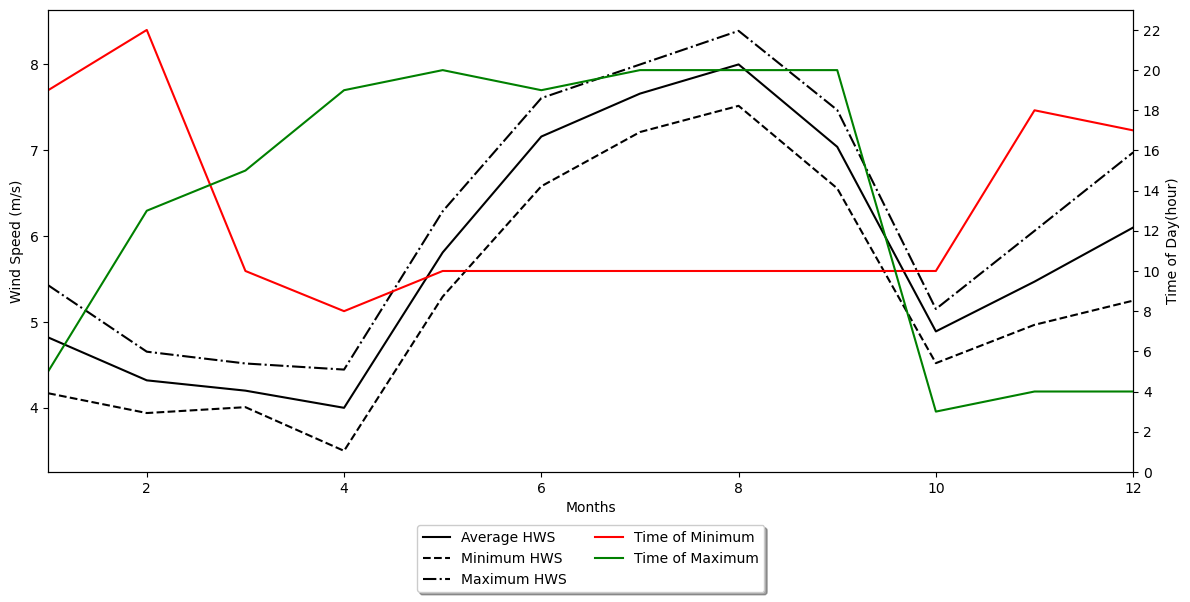 8
7
6
5
4
Wind Speed (m/s)
22
20
18
16
14
12
10
8
6
4
2
0
Time of Day(hour)
2 4 6 8 10 12
Months
Average HWS
Minimum HWS
Maximum HWS
Time of Minimum
Time of Maximum